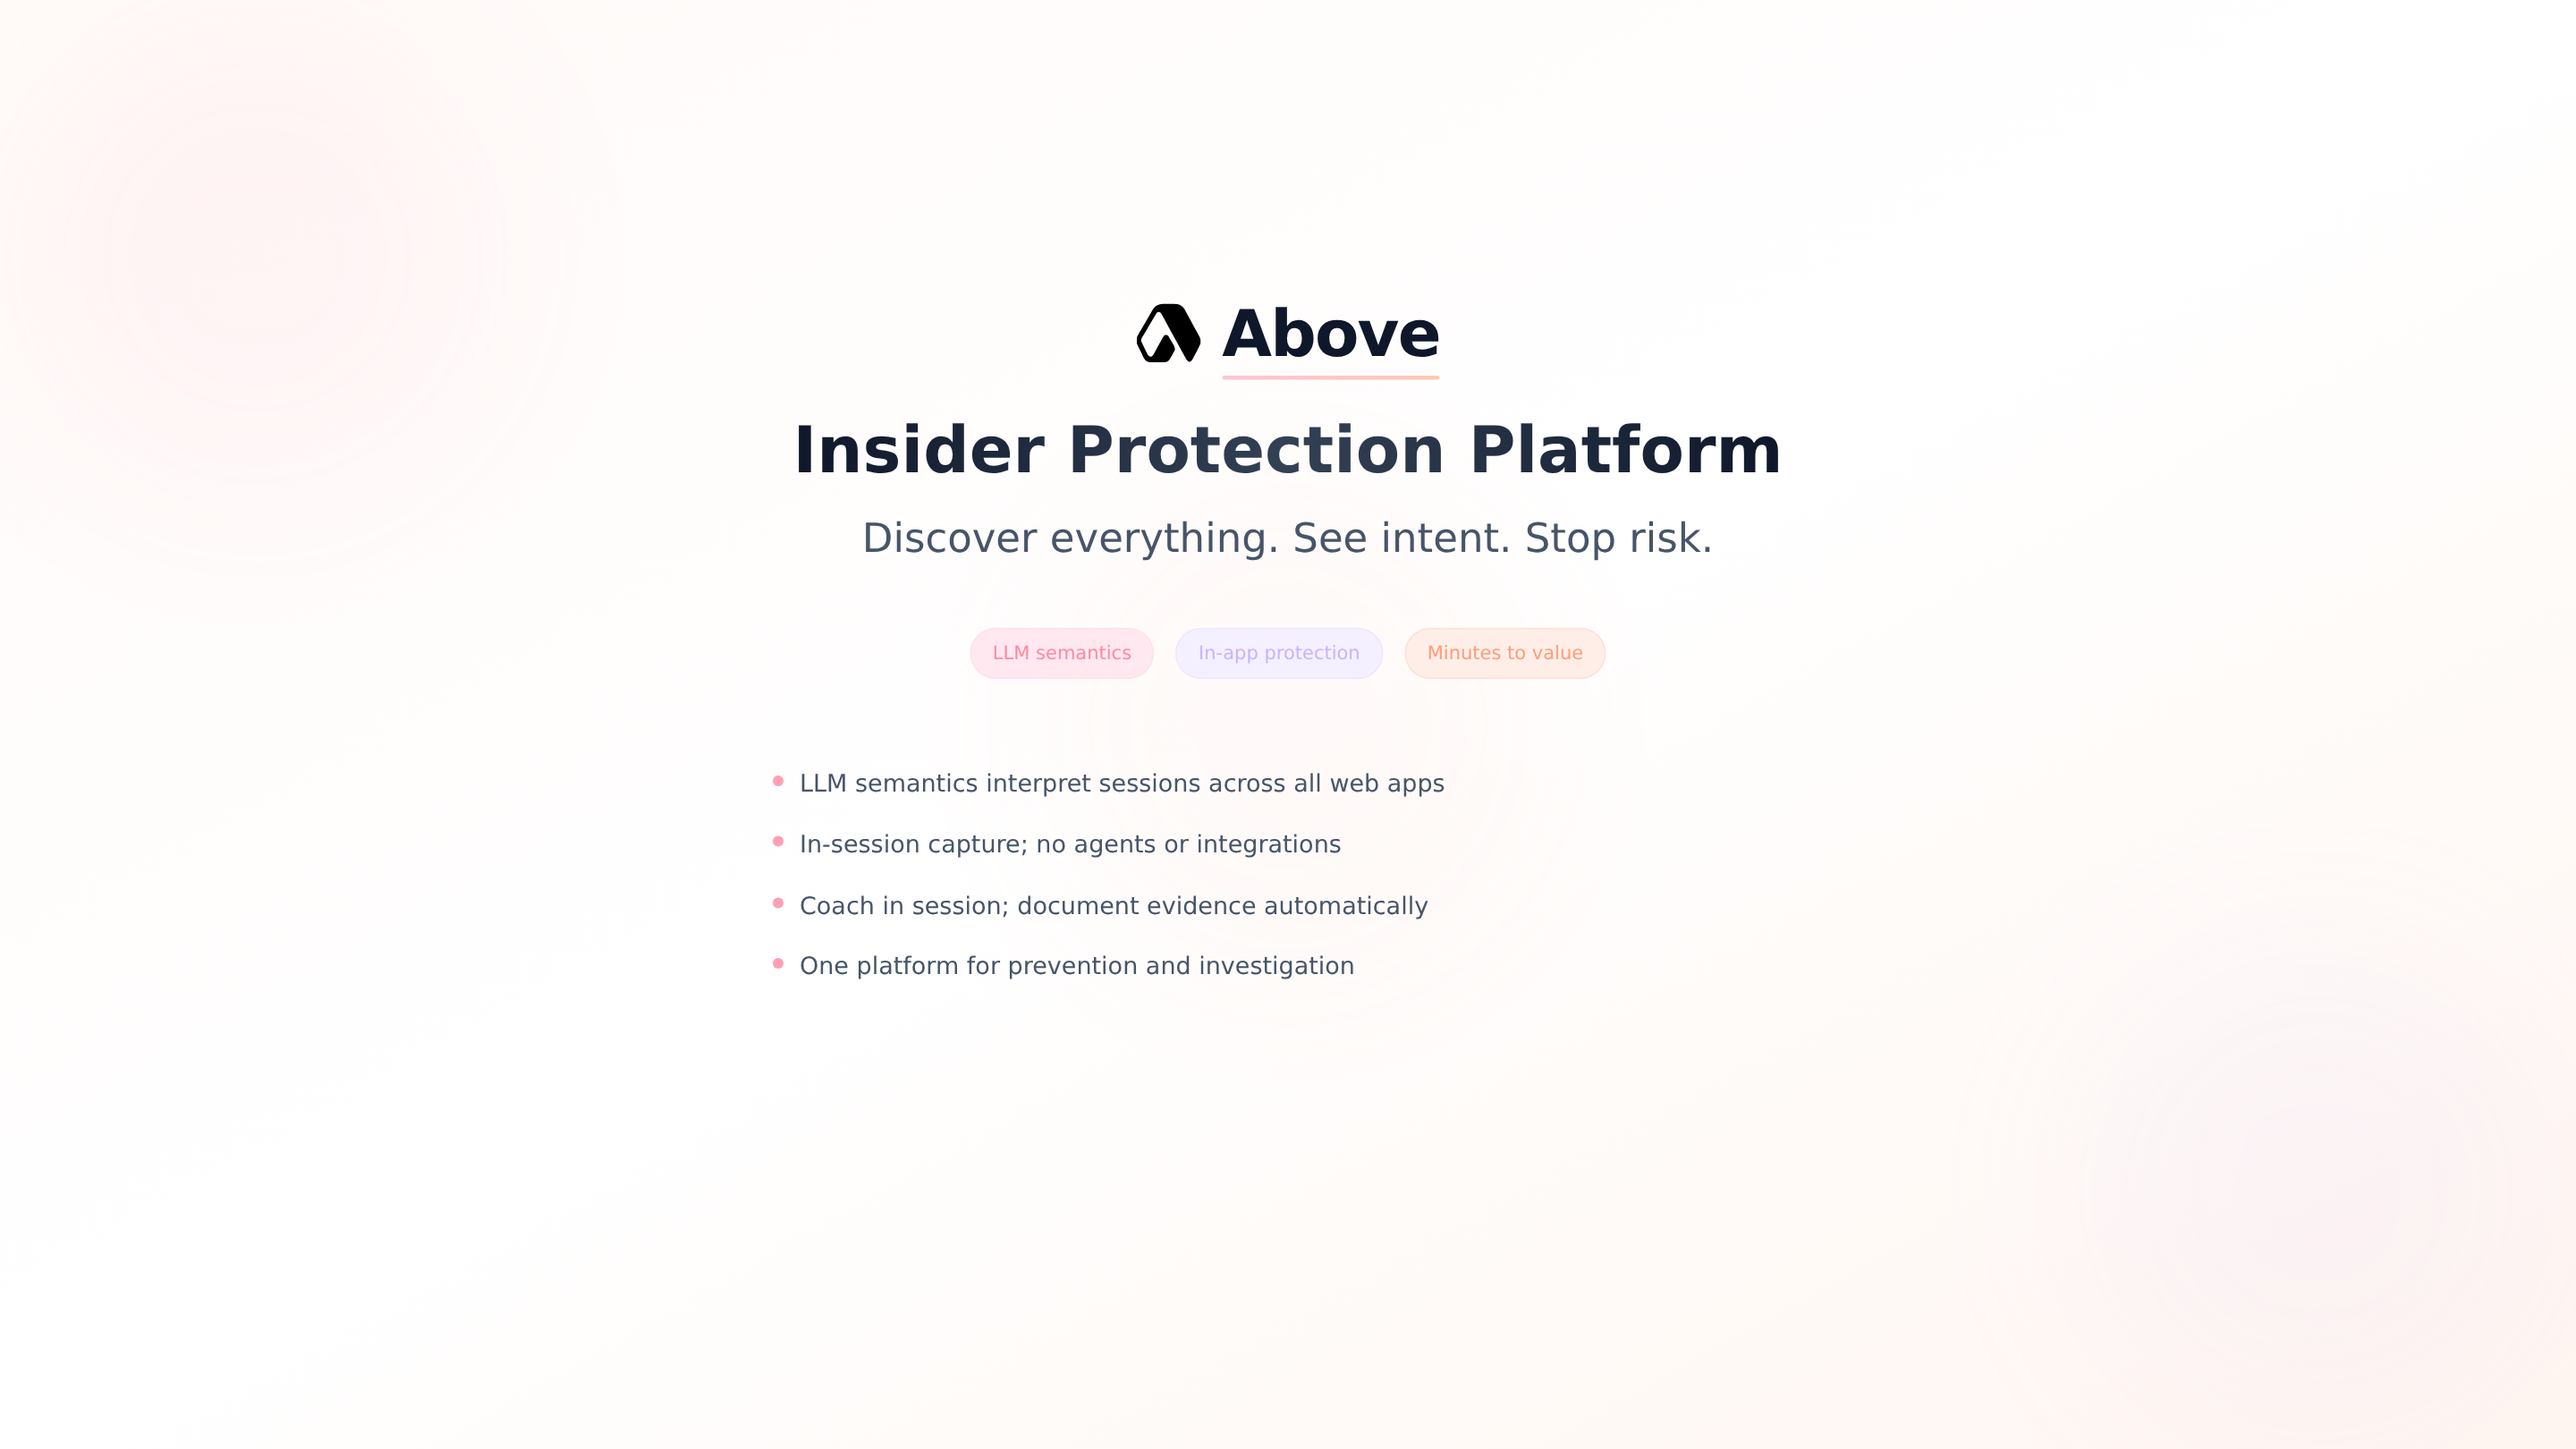 Above
Insider Protection Platform
Discover everything. See intent. Stop risk.
LLM semantics
In-app protection
Minutes to value
LLM semantics interpret sessions across all web apps
In-session capture; no agents or integrations
Coach in session; document evidence automatically
One platform for prevention and investigation